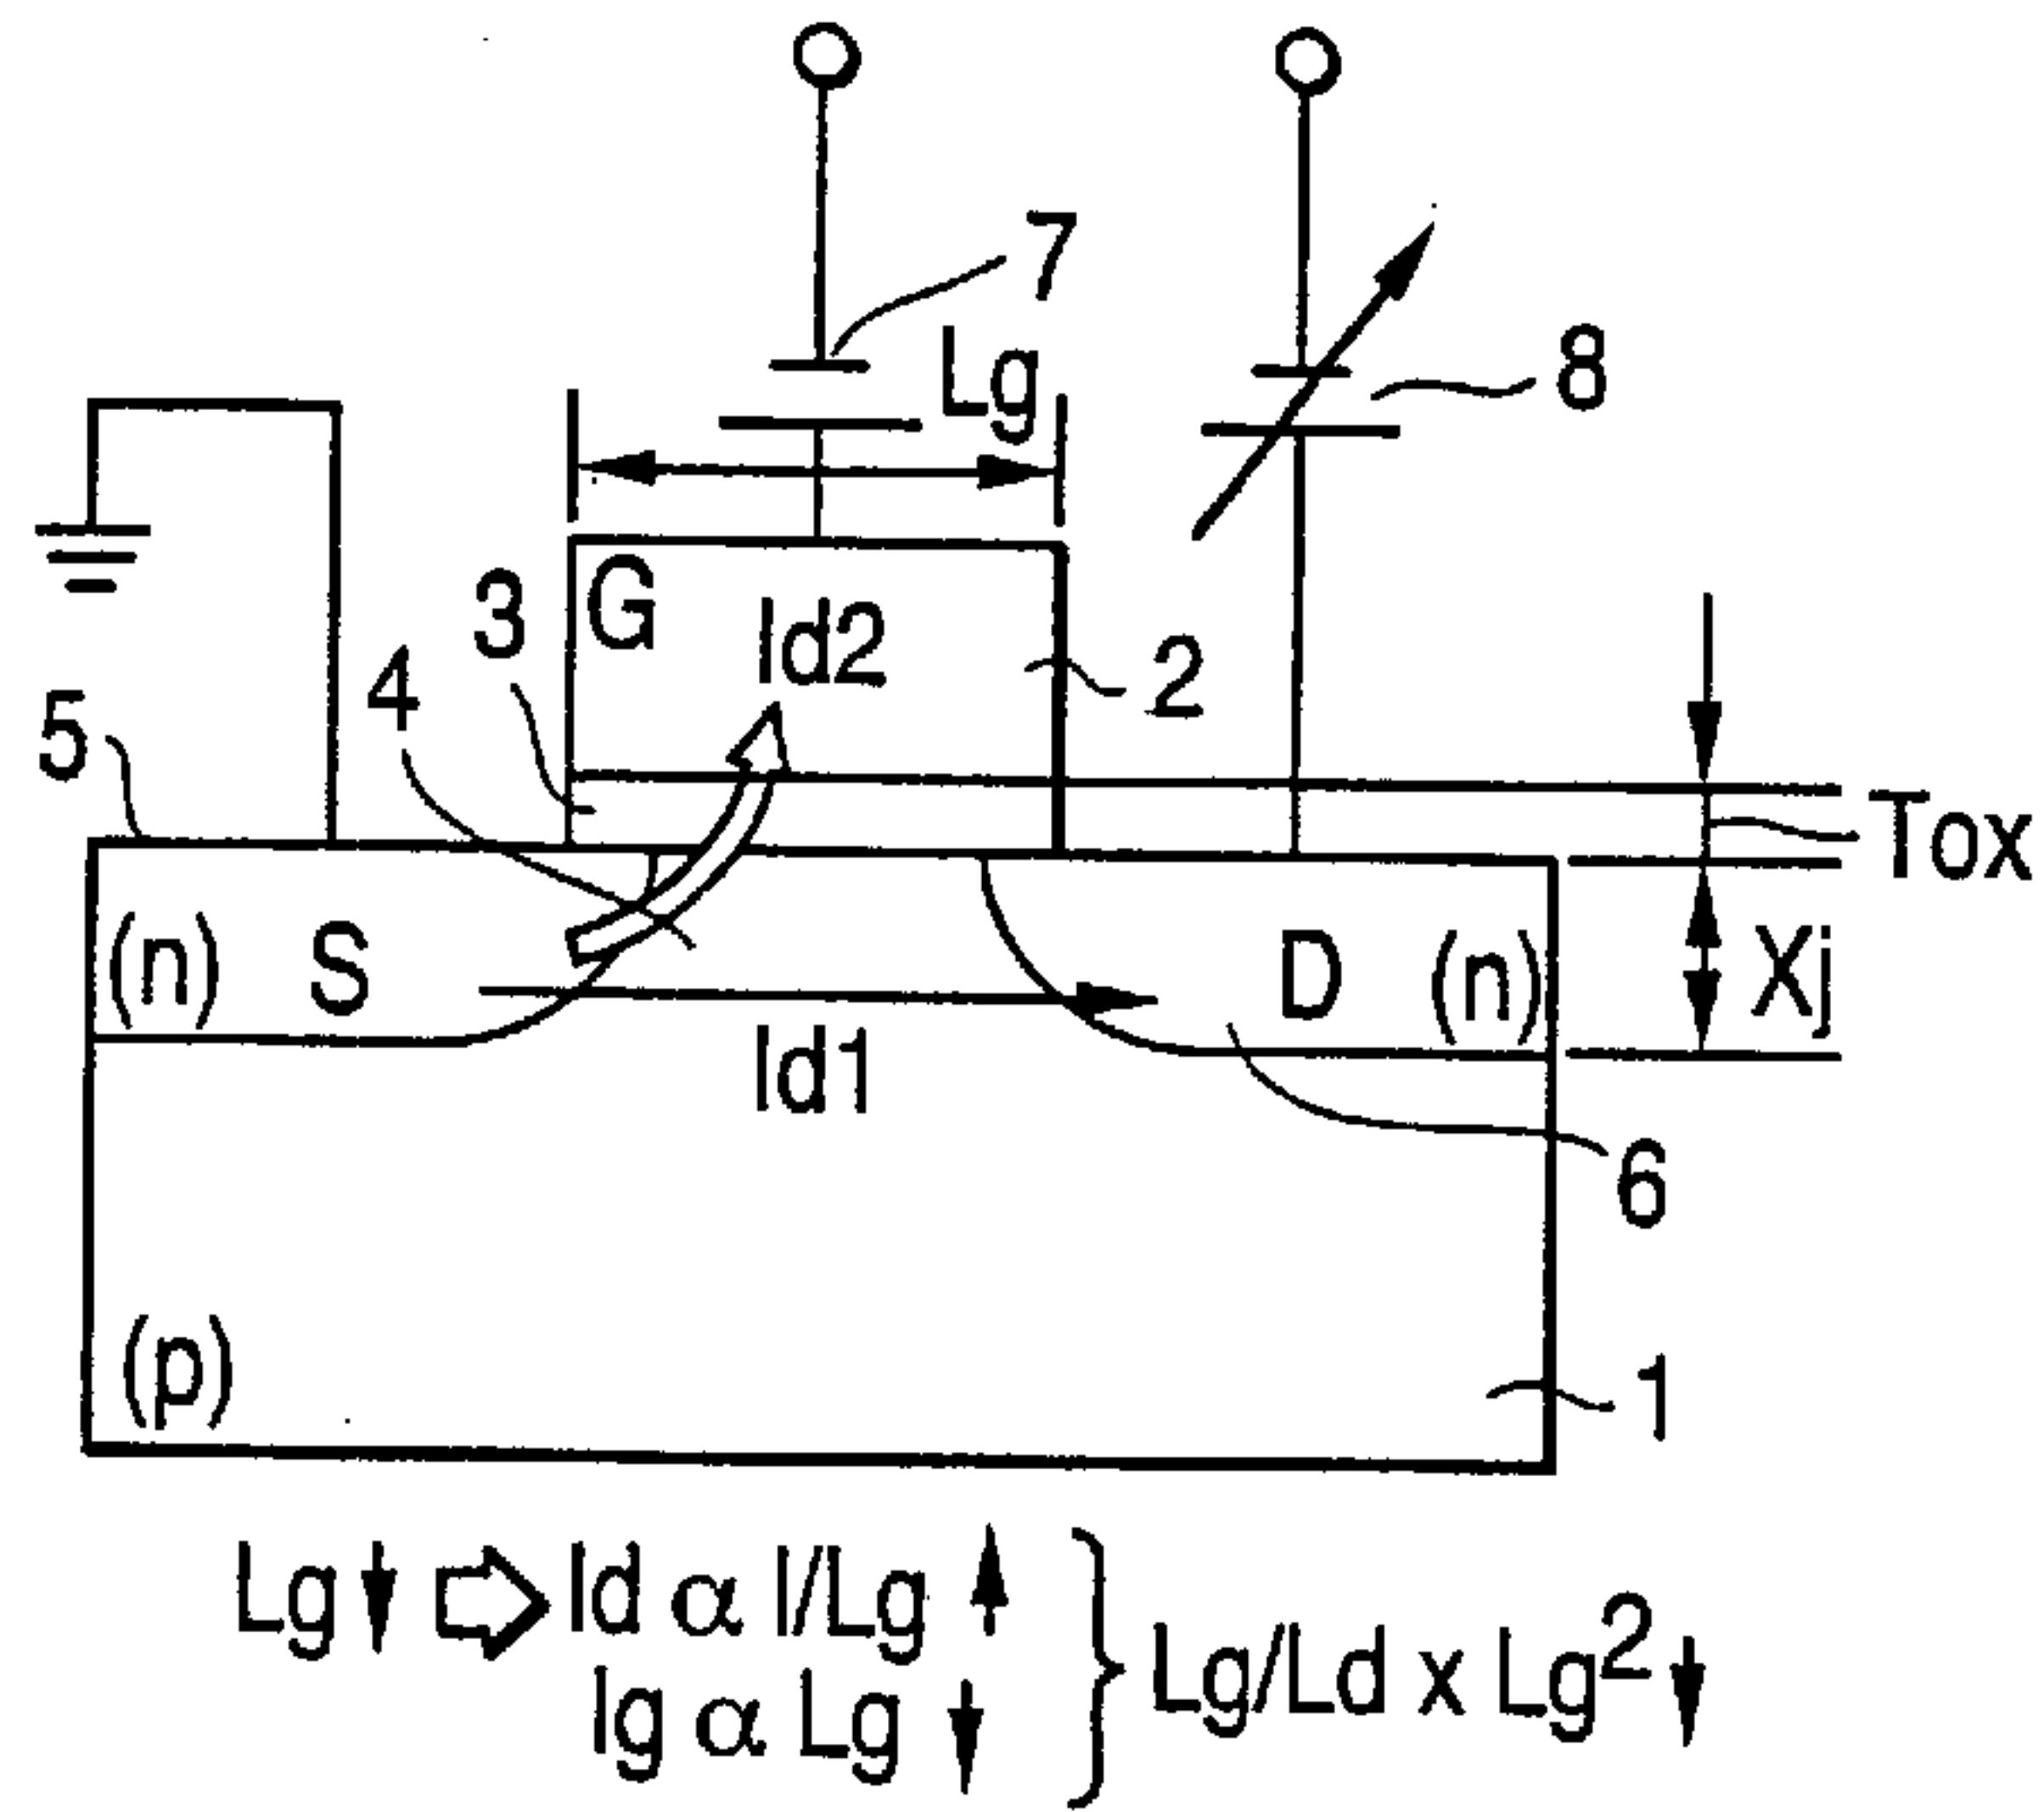 7
Lg
8
G
Id2
3
2
4
5
Tox
(n) S
D (n)
Xj
Id1
6
(p)
1
Lg ⬇ ⇨ Id α I/Lg ⬆
Ig α Lg ⬇
} Lg/Ld x Lg² ⬇